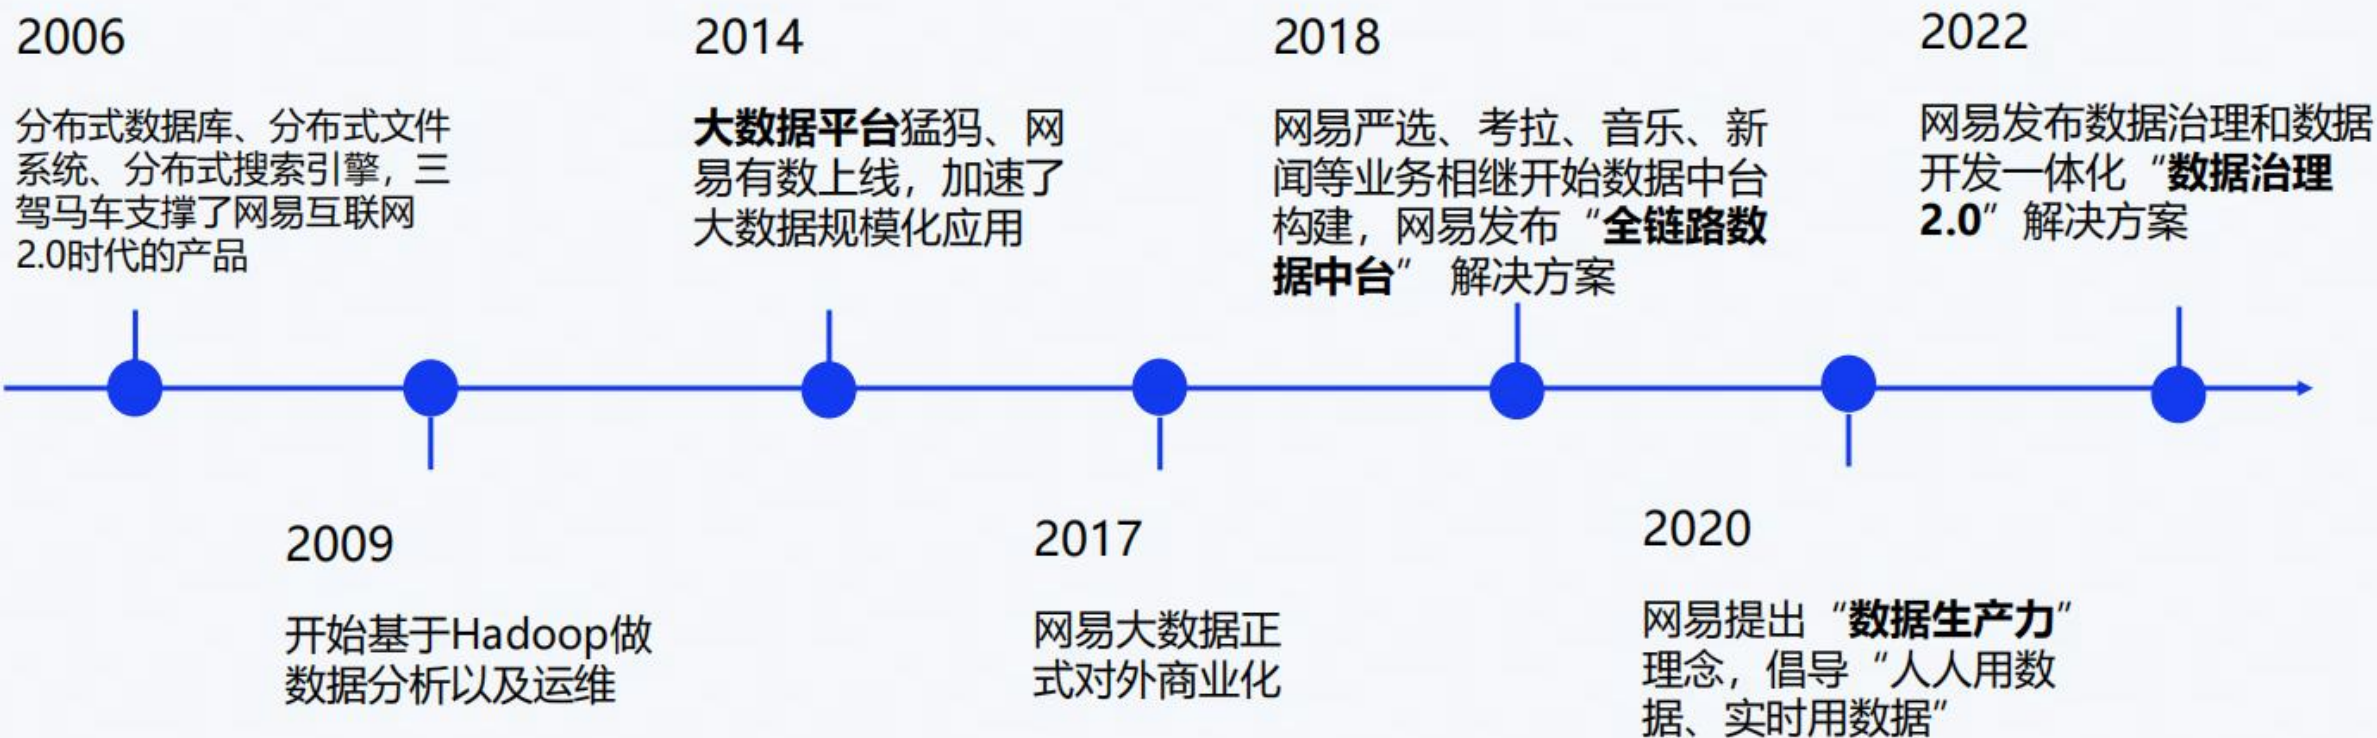 2006
分布式数据库、分布式文件
系统、分布式搜索引擎，三
驾马车支撑了网易互联网
2.0时代的产品
2009
开始基于Hadoop做
数据分析以及运维
2014
大数据平台猛犸、网
易有数上线，加速了
大数据规模化应用
2017
网易大数据正
式对外商业化
2018
网易严选、考拉、音乐、新
闻等业务相继开始数据中台
构建，网易发布“全链路数
据中台” 解决方案
2020
网易提出“数据生产力”
理念，倡导“人人用数
据、实时用数据”
2022
网易发布数据治理和数据
开发一体化“数据治理
2.0”解决方案